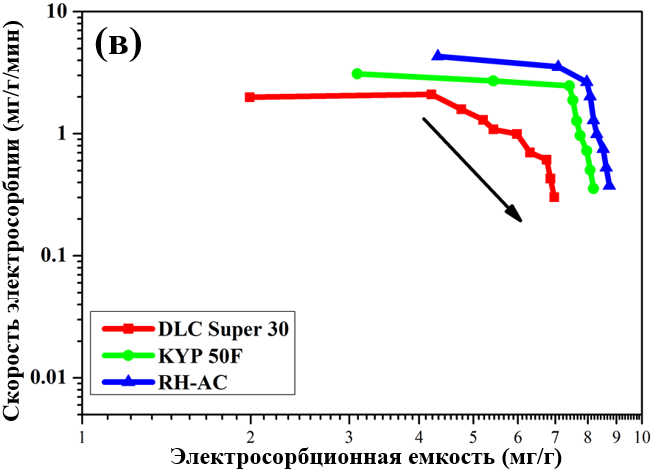 (в)
Скорость электросорбции (мг/г/мин)
10
1
0.1
0.01
DLC Super 30
KYP 50F
RH-AC
1 2 3 4 5 6 7 8 9 10
Электросорбционная емкость (мг/г)